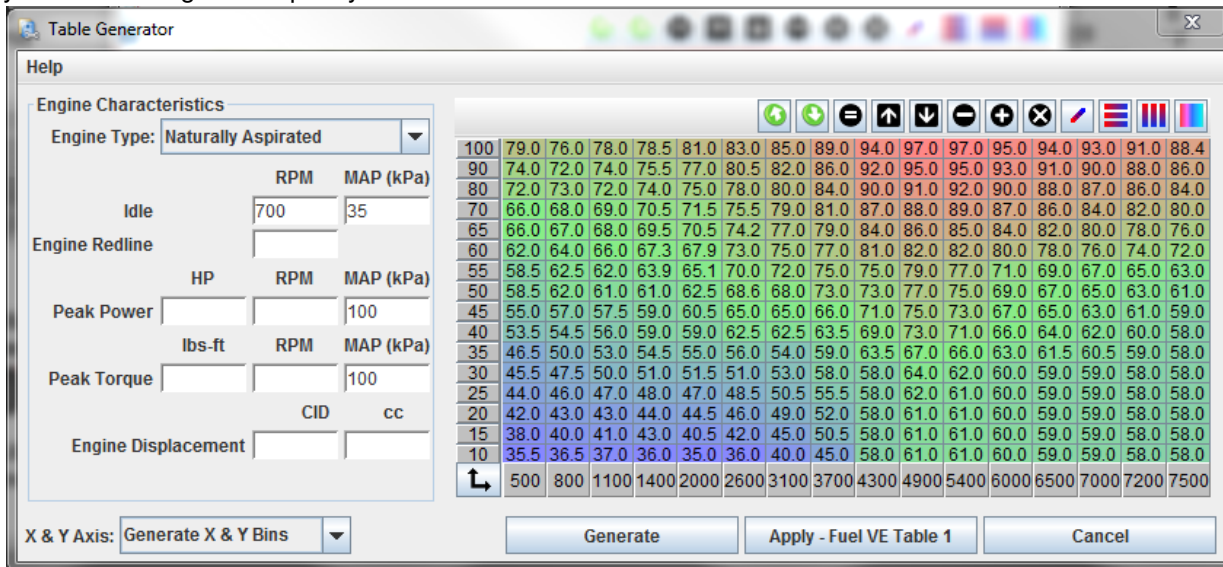 Table Generator
Help
Engine Characteristics
Engine Type: Naturally Aspirated
RPM MAP (kPa)
Idle 700 35
Engine Redline
HP RPM MAP (kPa)
Peak Power 100
lbs-ft RPM MAP (kPa)
Peak Torque 100
CID cc
Engine Displacement
100 79.0 76.0 78.0 78.5 81.0 83.0 85.0 89.0 94.0 97.0 97.0 95.0 94.0 93.0 91.0 88.4
90 74.0 72.0 74.0 75.5 77.0 80.5 82.0 86.0 92.0 95.0 95.0 93.0 91.0 90.0 88.0 86.0
80 72.0 73.0 72.0 74.0 75.0 78.0 80.0 84.0 90.0 91.0 92.0 90.0 88.0 87.0 86.0 84.0
70 66.0 68.0 69.0 70.5 71.5 75.5 79.0 81.0 87.0 88.0 89.0 87.0 86.0 84.0 82.0 80.0
65 66.0 67.0 68.0 69.5 70.5 74.2 77.0 79.0 84.0 86.0 85.0 84.0 82.0 80.0 78.0 76.0
60 62.0 64.0 66.0 67.3 67.9 73.0 75.0 77.0 81.0 82.0 82.0 80.0 78.0 76.0 74.0 72.0
55 58.5 62.5 62.0 63.9 65.1 70.0 72.0 75.0 75.0 79.0 77.0 71.0 69.0 67.0 65.0 63.0
50 58.5 62.0 61.0 61.0 62.5 68.6 68.0 73.0 73.0 77.0 75.0 69.0 67.0 65.0 63.0 61.0
45 55.0 57.0 57.5 59.0 60.5 65.0 65.0 66.0 71.0 75.0 73.0 67.0 65.0 63.0 61.0 59.0
40 53.5 54.5 56.0 59.0 59.0 62.5 62.5 63.5 69.0 73.0 71.0 66.0 64.0 62.0 60.0 58.0
35 46.5 50.0 53.0 54.5 55.0 56.0 54.0 59.0 63.5 67.0 66.0 63.0 61.5 60.5 59.0 58.0
30 45.5 47.5 50.0 51.0 51.5 51.0 53.0 58.0 58.0 64.0 62.0 60.0 59.0 59.0 58.0 58.0
25 44.0 46.0 47.0 48.0 47.0 48.5 50.5 55.5 58.0 62.0 61.0 60.0 59.0 59.0 58.0 58.0
20 42.0 43.0 43.0 44.0 44.5 46.0 49.0 52.0 58.0 61.0 61.0 60.0 59.0 59.0 58.0 58.0
15 38.0 40.0 41.0 43.0 40.5 42.0 45.0 50.5 58.0 61.0 61.0 60.0 59.0 59.0 58.0 58.0
10 35.5 36.5 37.0 36.0 35.0 36.0 40.0 45.0 58.0 61.0 61.0 60.0 59.0 59.0 58.0 58.0
500 800 1100 1400 2000 2600 3100 3700 4300 4900 5400 6000 6500 7000 7200 7500
X & Y Axis: Generate X & Y Bins
Generate Apply - Fuel VE Table 1 Cancel